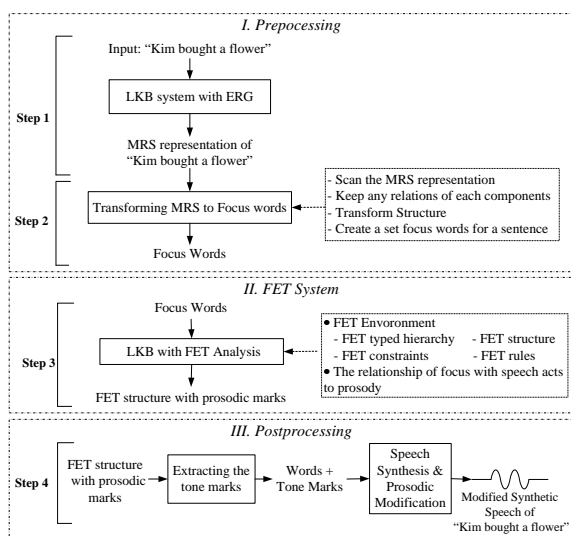 I. Prepocessing
Input: “Kim bought a flower”
LKB system with ERG
Step 1
MRS representation of
“Kim bought a flower”
Step 2
Transforming MRS to Focus words
- Scan the MRS representation
- Keep any relations of each components
- Transform Structure
- Create a set focus words for a sentence
Focus Words
II. FET System
Focus Words
Step 3
LKB with FET Analysis
● FET Envoronment
- FET typed hierarchy - FET structure
- FET constraints - FET rules
● The relationship of focus with speech acts
to prosody
FET structure with prosodic marks
III. Postprocessing
Step 4
FET structure
with prosodic
marks
Extracting the
tone marks
Words +
Tone Marks
Speech
Synthesis &
Prosodic
Modification
Modified Synthetic
Speech of
“Kim bought a flower”